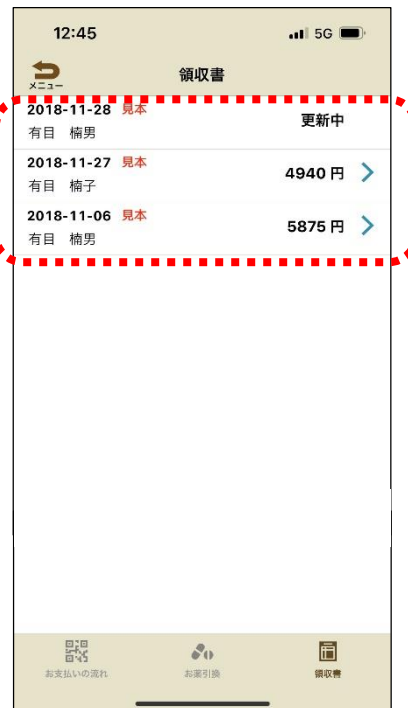 12:45 5G
メニュー 領収書
2018-11-28 見本
更新中
有目 楠男
2018-11-27 見本
4940 円
有目 楠子
2018-11-06 見本
5875 円
有目 楠男
お支払いの流れ お薬引換 領収書